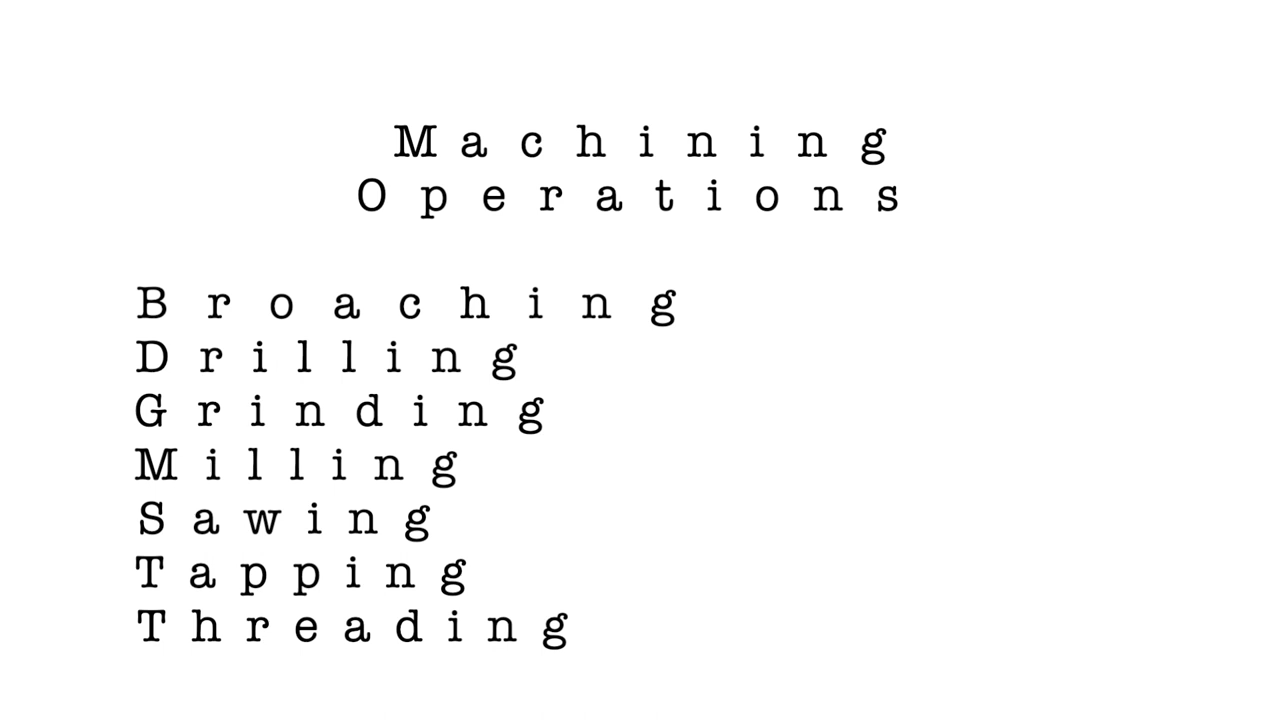 Machining
Operations
Broaching
Drilling
Grinding
Milling
Sawing
Tapping
Threading